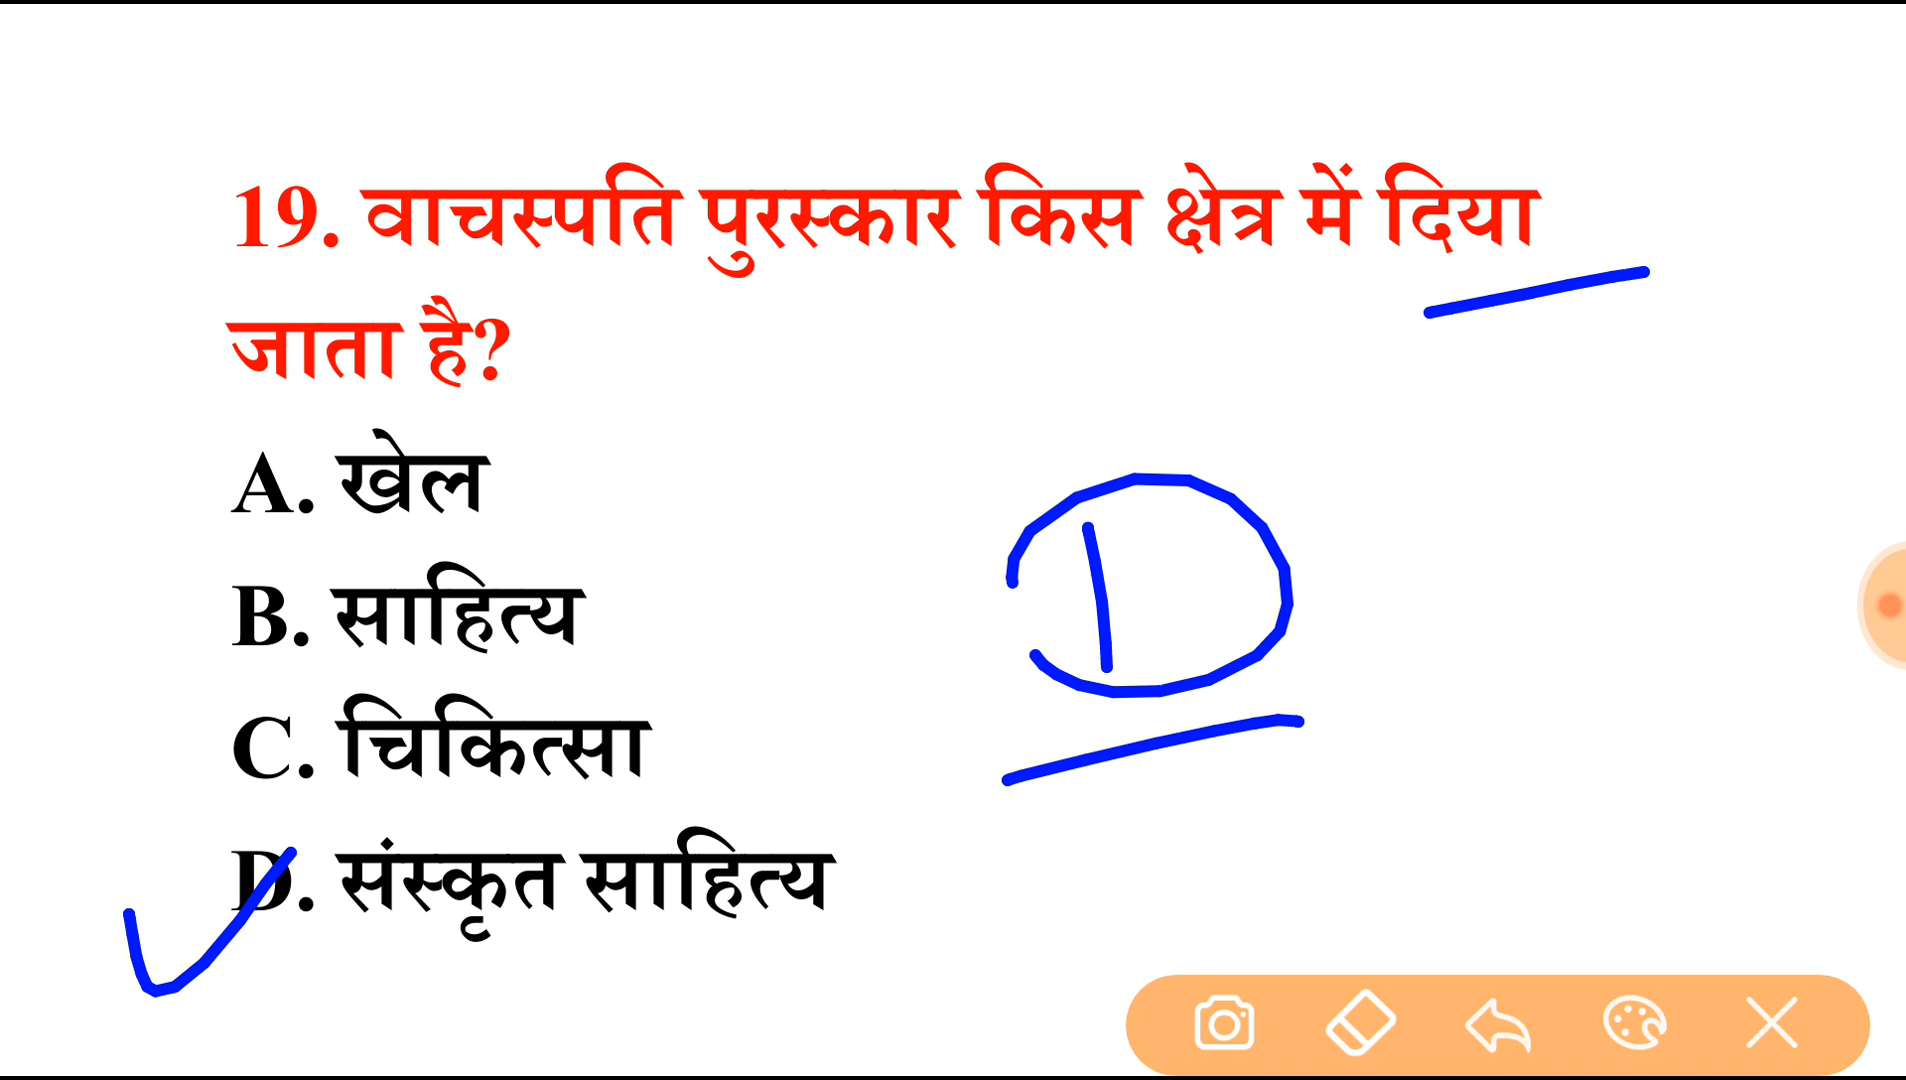 19. वाचस्पति पुरस्कार किस क्षेत्र में दिया
जाता है?
A. खेल
B. साहित्य
C. चिकित्सा
D. संस्कृत साहित्य
D